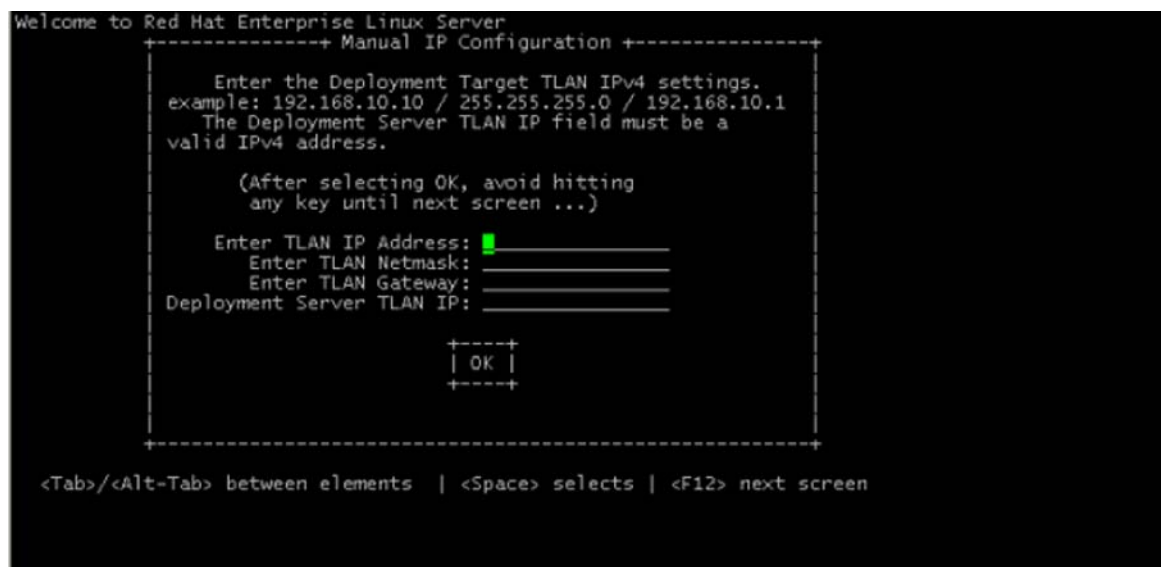 Welcome to Red Hat Enterprise Linux Server
Manual IP Configuration
Enter the Deployment Target TLAN IPv4 settings.
example: 192.168.10.10 / 255.255.255.0 / 192.168.10.1
The Deployment Server TLAN IP field must be a
valid IPv4 address.
(After selecting OK, avoid hitting
any key until next screen ...)
Enter TLAN IP Address:
Enter TLAN Netmask:
Enter TLAN Gateway:
Deployment Server TLAN IP:
OK
<Tab>/<Alt-Tab> between elements | <Space> selects | <F12> next screen